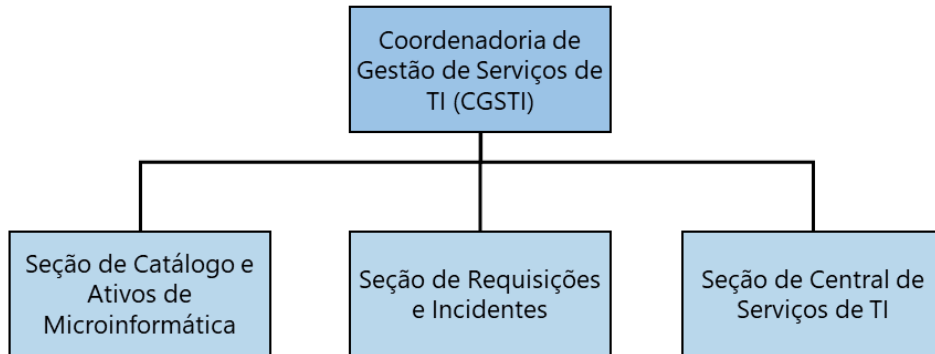 Coordenadoria de
Gestão de Serviços de
TI (CGSTI)
Seção de Catálogo e
Ativos de
Microinformática
Seção de Requisições
e Incidentes
Seção de Central de
Serviços de TI